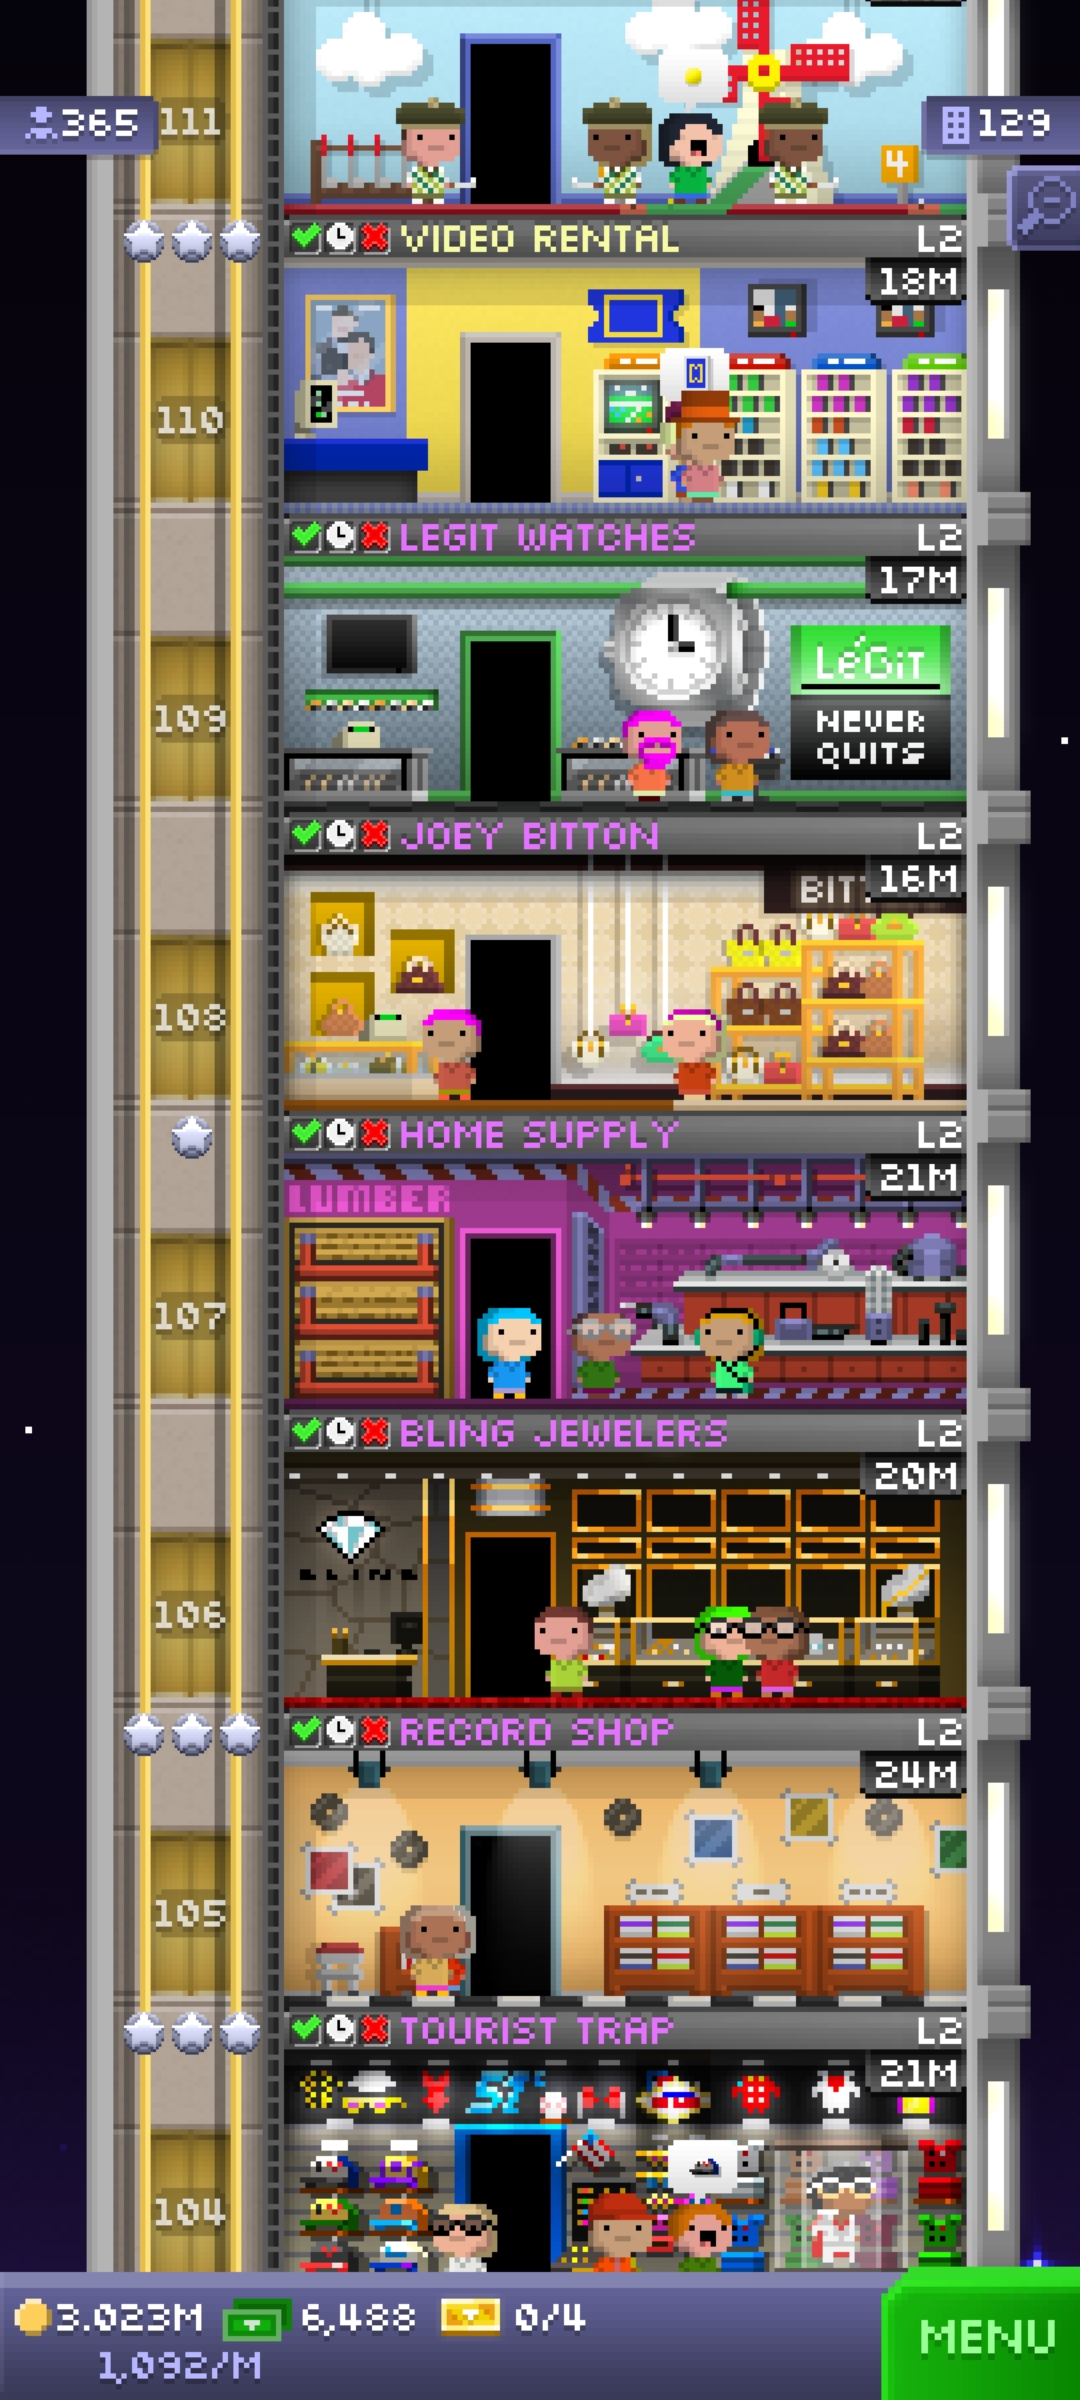 365
111
129
4
VIDEO RENTAL L2
18M
110
LEGIT WATCHES L2
17M
LéGiT
NEVER
QUITS
109
JOEY BITTON L2
16M
BIT
108
HOME SUPPLY L2
21M
LUMBER
107
BLING JEWELERS L2
20M
BLING
106
RECORD SHOP L2
24M
105
TOURIST TRAP L2
21M
104
3.023M 6,488 0/4
1,092/M
MENU